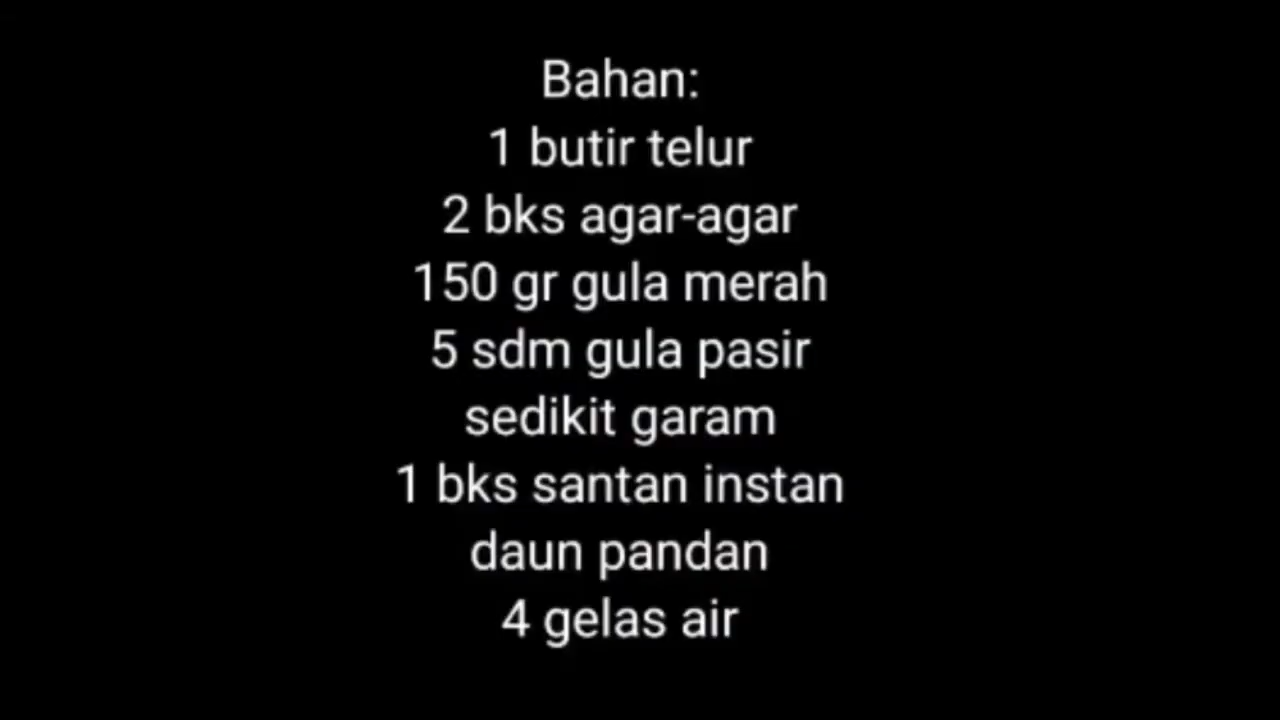 Bahan:
1 butir telur
2 bks agar-agar
150 gr gula merah
5 sdm gula pasir
sedikit garam
1 bks santan instan
daun pandan
4 gelas air